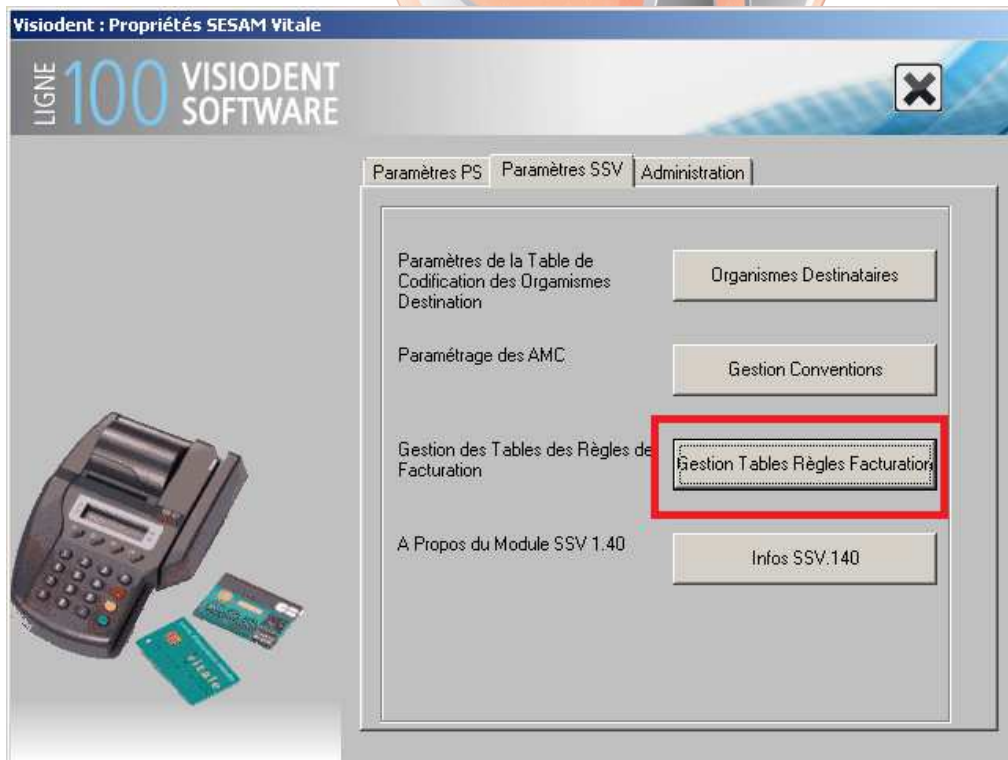 Visiodent : Propriétés SESAM Vitale
LIGNE 100 VISIODENT
SOFTWARE
Paramètres PS Paramètres SSV Administration
Paramètres de la Table de
Codification des Orgamismes
Destination
Organismes Destinataires
Paramétrage des AMC
Gestion Conventions
Gestion des Tables des Règles de
Facturation
Gestion Tables Règles Facturation
A Propos du Module SSV 1.40
Infos SSV.140
vitale